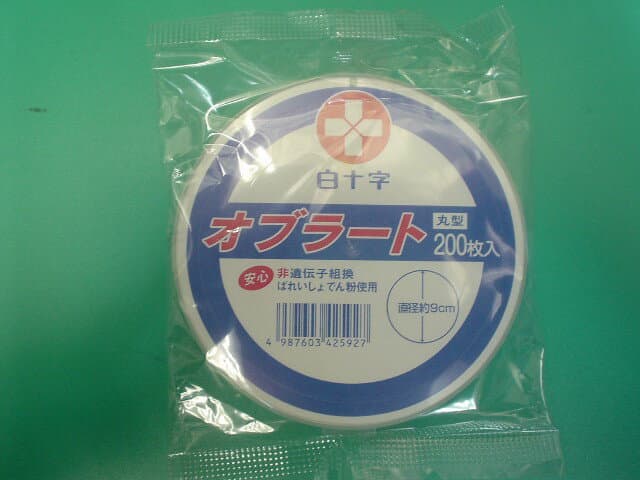 白十字
オブラート
丸型
200枚入
安心
非遺伝子組換
ばれいしょでん粉使用
直径約9cm
4 987603 425927